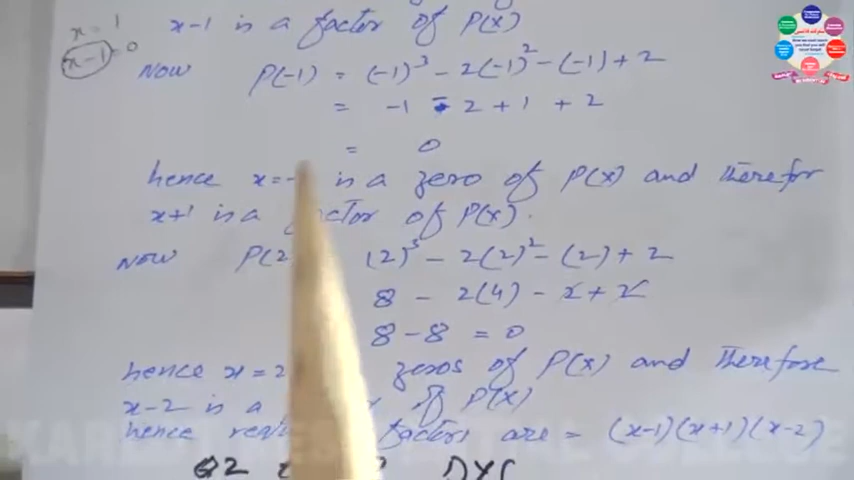 x=1 x-1 is a factor of P(x)
x-1=0
Now P(-1) = (-1)³ - 2(-1)² - (-1) + 2
= -1 - 2 + 1 + 2
= 0
hence x=- is a zero of P(x) and therefor
x+1 is a factor of P(x).
Now P(2 (2)³ - 2(2)² - (2) + 2
8 - 2(4) - 2 + 2
8 - 8 = 0
hence x=2 zeros of P(x) and therefore
x-2 is a of P(x)
hence factors are = (x-1)(x+1)(x-2)
Q2